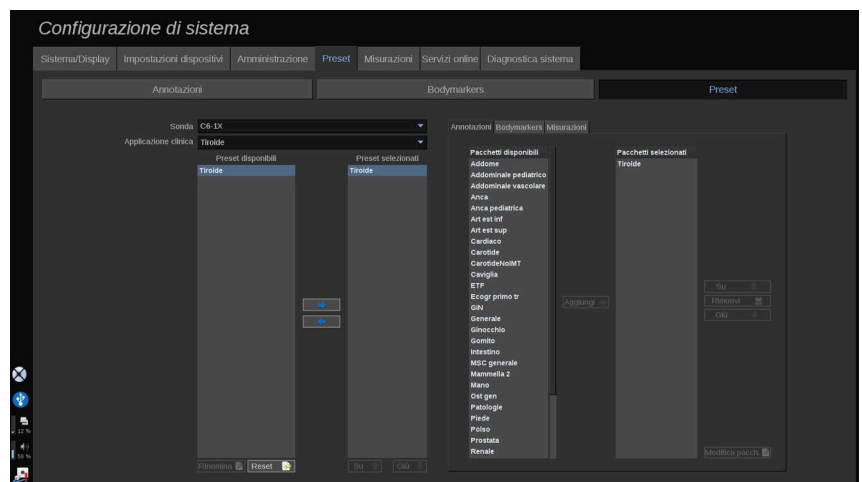 Configurazione di sistema
Sistema/Display Impostazioni dispositivi Amministrazione Preset Misurazioni Servizi online Diagnostica sistema
Annotazioni Bodymarkers Preset
Sonda C6-1X
Applicazione clinica Tiroide
Preset disponibili Preset selezionati
Tiroide Tiroide
Rinomina Reset Su Giù
Annotazioni Bodymarkers Misurazioni
Pacchetti disponibili
Addome
Addominale pediatrico
Addominale vascolare
Anca
Anca pediatrica
Art est inf
Art est sup
Cardiaco
Carotide
CarotideNoIMT
Caviglia
ETF
Ecogr primo tr
GIN
Generale
Ginocchio
Gomito
Intestino
MSC generale
Mammella 2
Mano
Ost gen
Patologie
Piede
Polso
Prostata
Renale
Aggiungi
Pacchetti selezionati
Tiroide
Su
Rimuovi
Giù
Modifica pacch.
12 %
50 %